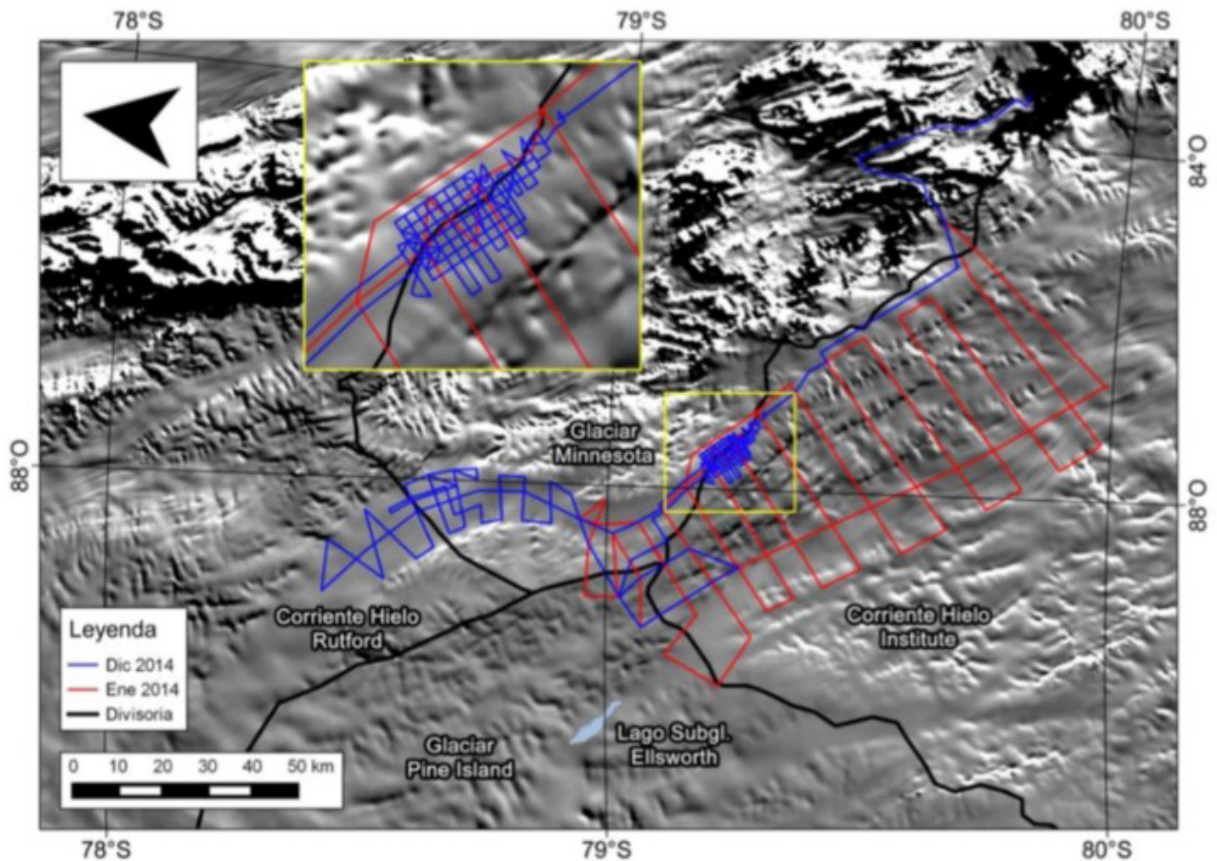 78°S
79°S
80°S
84°O
88°O
88°O
Glaciar
Minnesota
Corriente Hielo
Rutford
Corriente Hielo
Institute
Leyenda
Dic 2014
Ene 2014
Divisoria
Lago Subgl.
Ellsworth
Glaciar
Pine Island
0 10 20 30 40 50 km
78°S
79°S
80°S